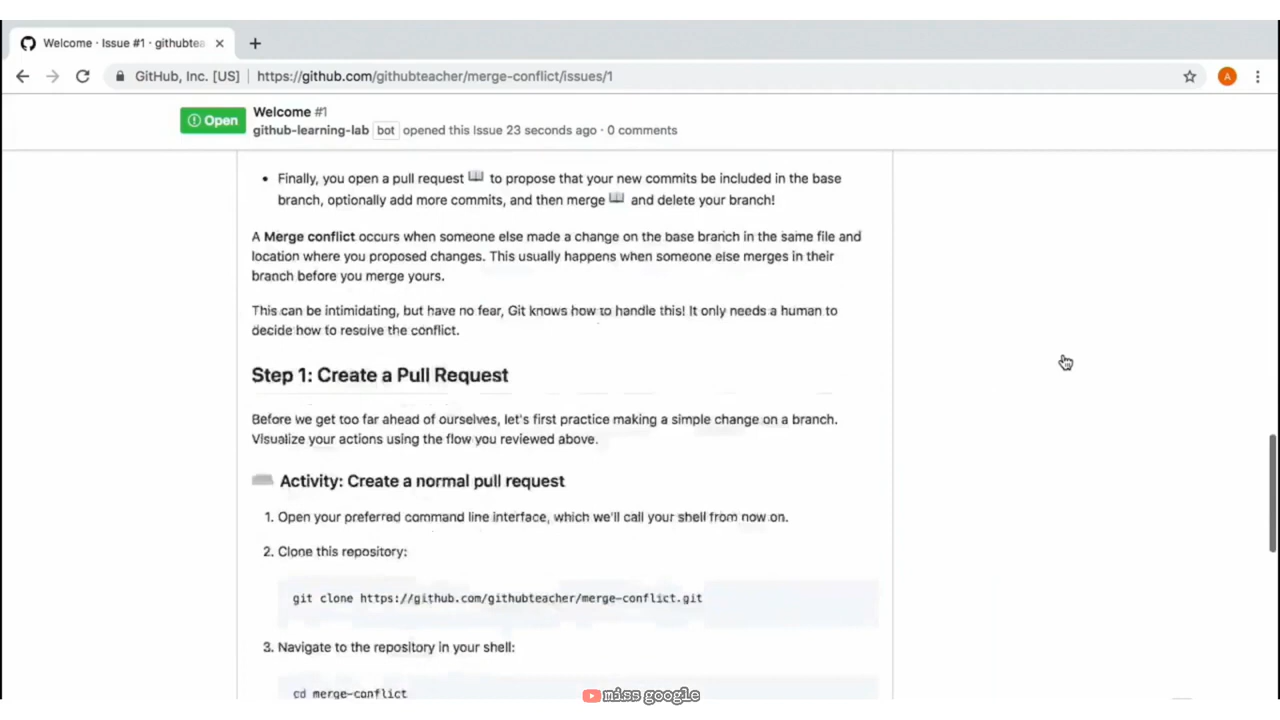 Welcome · Issue #1 · githubtea
GitHub, Inc. [US] https://github.com/githubteacher/merge-conflict/issues/1
A
Open
Welcome #1
github-learning-lab bot opened this Issue 23 seconds ago · 0 comments
• Finally, you open a pull request to propose that your new commits be included in the base
branch, optionally add more commits, and then merge and delete your branch!
A Merge conflict occurs when someone else made a change on the base branch in the same file and
location where you proposed changes. This usually happens when someone else merges in their
branch before you merge yours.
This can be intimidating, but have no fear, Git knows how to handle this! It only needs a human to
decide how to resolve the conflict.
Step 1: Create a Pull Request
Before we get too far ahead of ourselves, let's first practice making a simple change on a branch.
Visualize your actions using the flow you reviewed above.
Activity: Create a normal pull request
1. Open your preferred command line interface, which we'll call your shell from now on.
2. Clone this repository:
git clone https://github.com/githubteacher/merge-conflict.git
3. Navigate to the repository in your shell:
cd merge-conflict
miss google